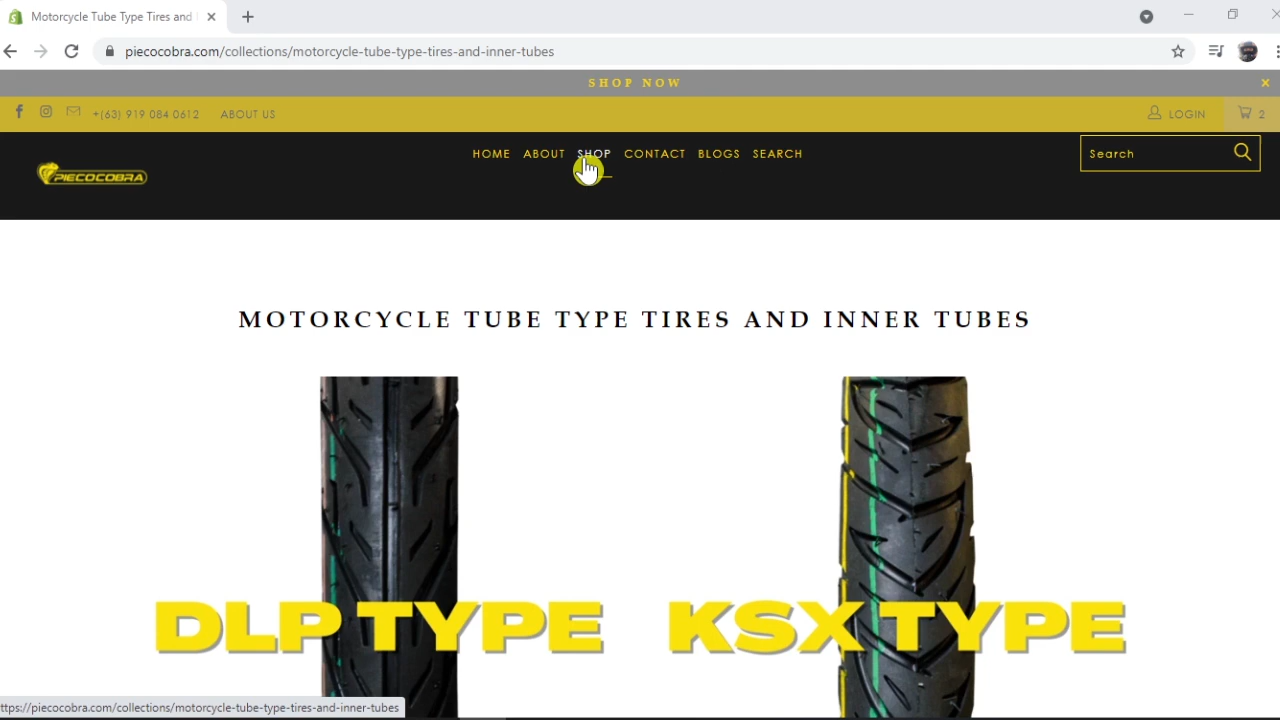 Motorcycle Tube Type Tires and
piecocobra.com/collections/motorcycle-tube-type-tires-and-inner-tubes
SHOP NOW
+(63) 919 084 0612 ABOUT US LOGIN 2
PIECOCOBRA HOME ABOUT SHOP CONTACT BLOGS SEARCH Search
MOTORCYCLE TUBE TYPE TIRES AND INNER TUBES
DLP TYPE KSX TYPE
ttps://piecocobra.com/collections/motorcycle-tube-type-tires-and-inner-tubes